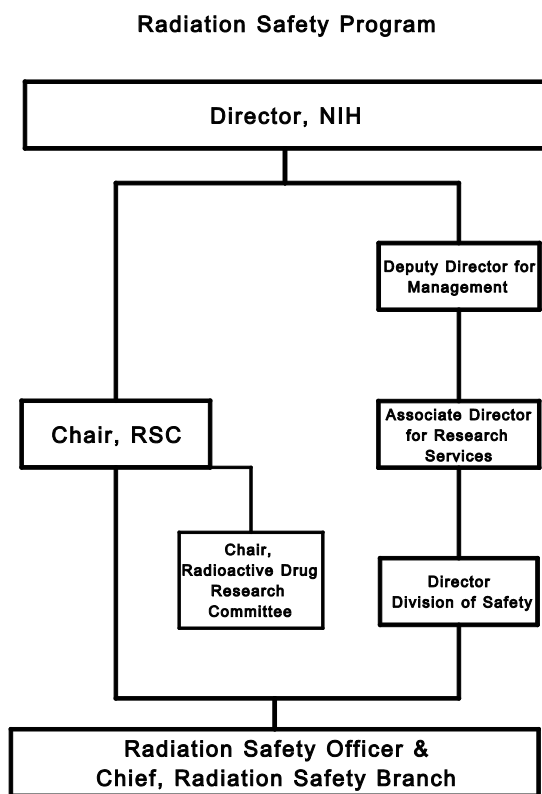 Radiation Safety Program
Director, NIH
Deputy Director for
Management
Chair, RSC
Associate Director
for Research
Services
Chair,
Radioactive Drug
Research
Committee
Director
Division of Safety
Radiation Safety Officer &
Chief, Radiation Safety Branch